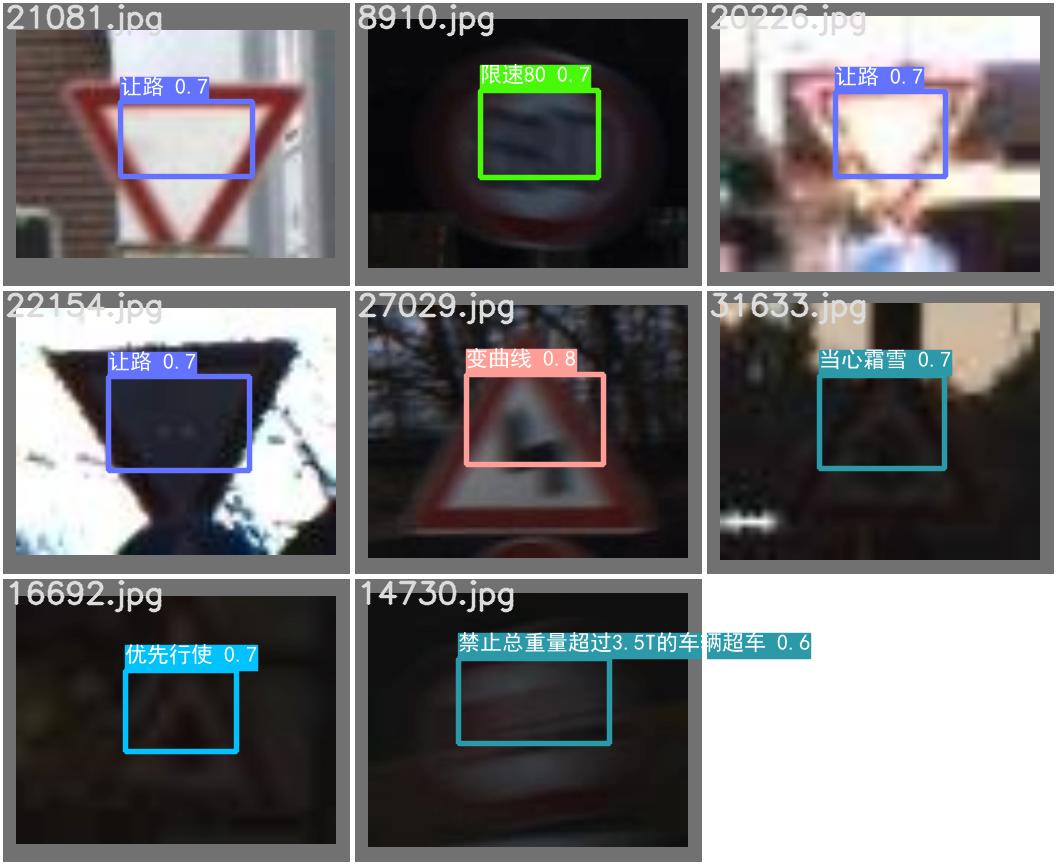 21081.jpg
让路 0.7
8910.jpg
限速80 0.7
20226.jpg
让路 0.7
22154.jpg
让路 0.7
27029.jpg
变曲线 0.8
31633.jpg
当心霜雪 0.7
16692.jpg
优先行使 0.7
14730.jpg
禁止总重量超过3.5T的车辆超车 0.6